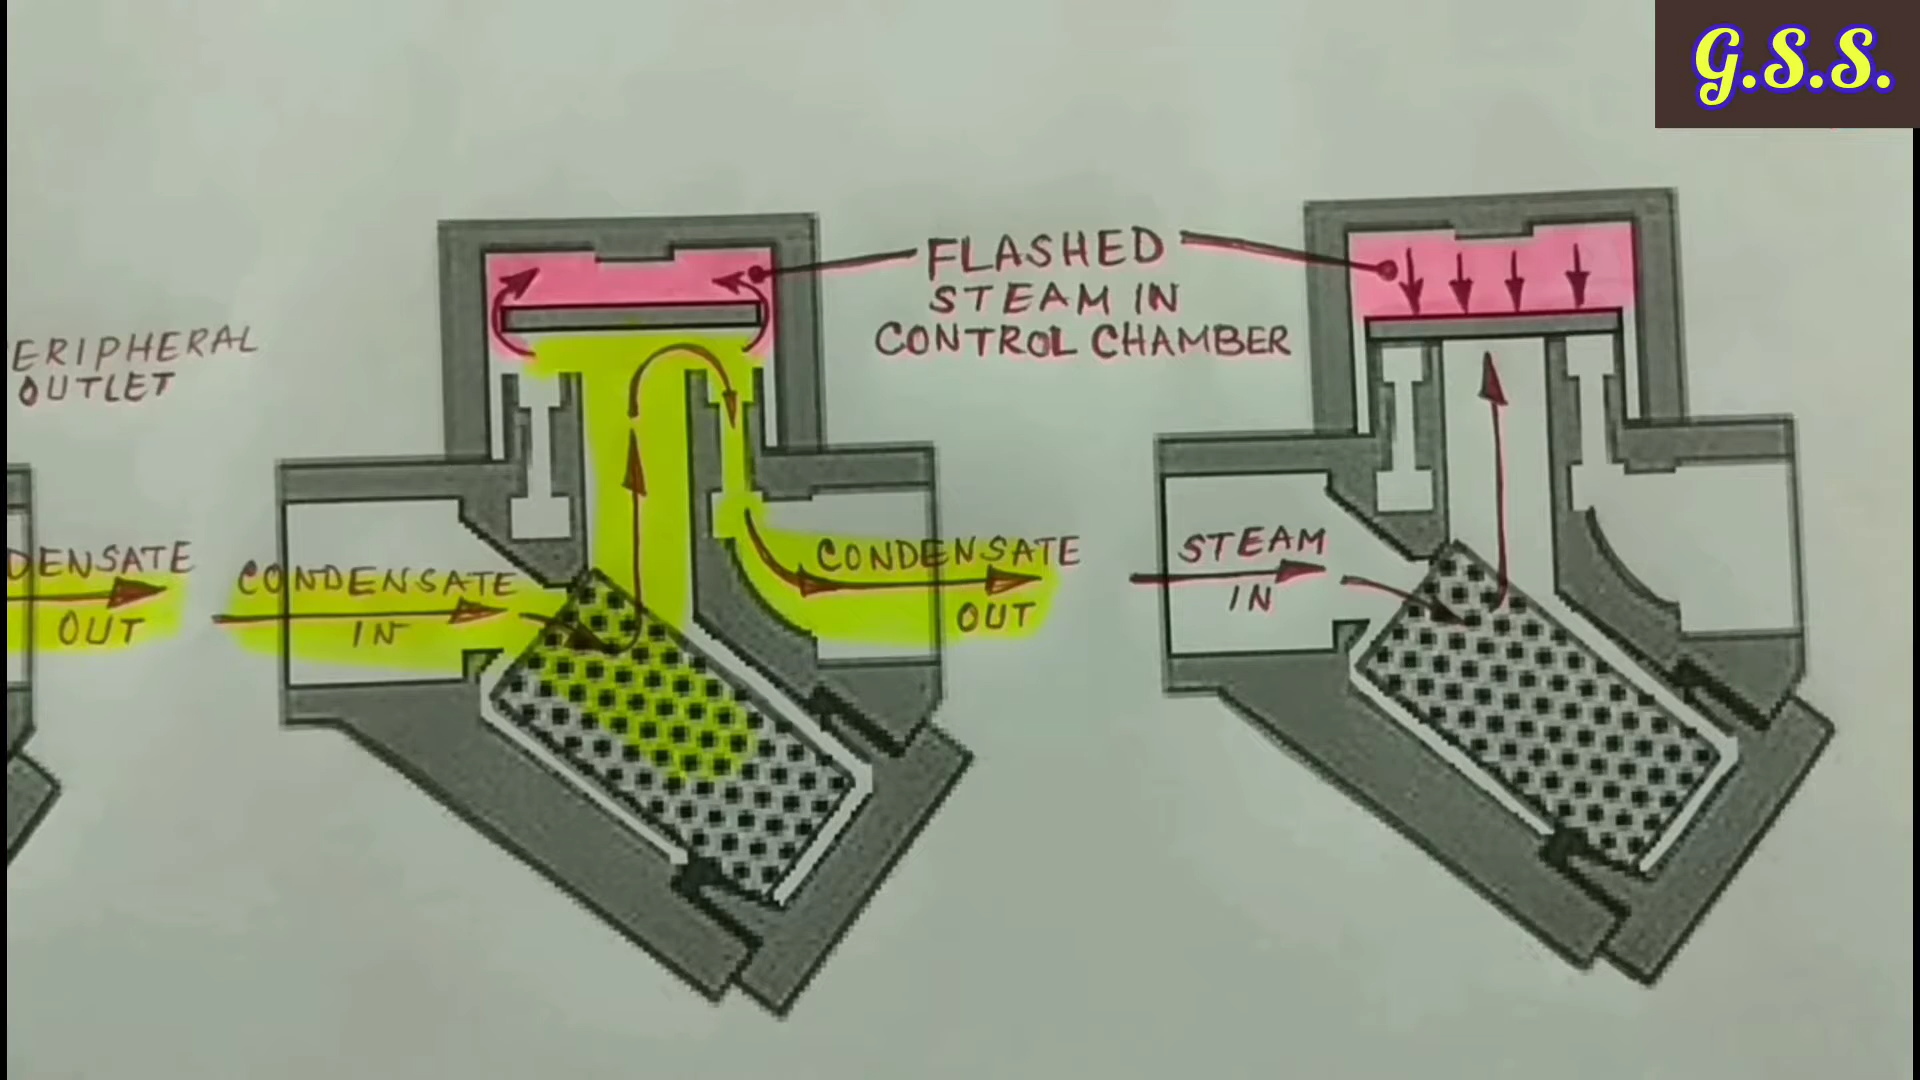 G.S.S.
FLASHED
STEAM IN
CONTROL CHAMBER
ERIPHERAL
OUTLET
DENSATE
OUT
CONDENSATE
IN
CONDENSATE
OUT
STEAM
IN